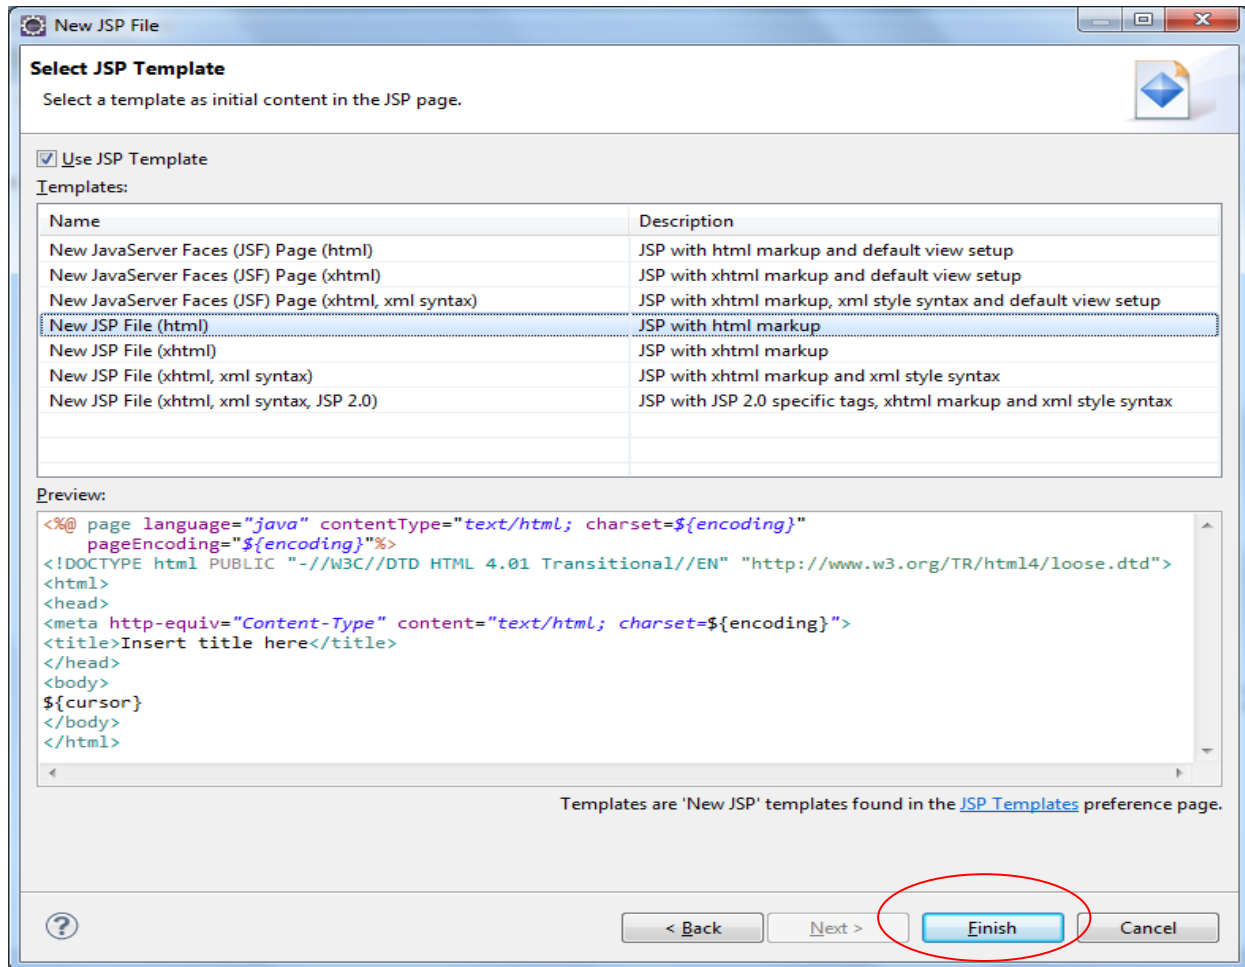 New JSP File
Select JSP Template
Select a template as initial content in the JSP page.
Use JSP Template
Templates:
Name Description
New JavaServer Faces (JSF) Page (html) JSP with html markup and default view setup
New JavaServer Faces (JSF) Page (xhtml) JSP with xhtml markup and default view setup
New JavaServer Faces (JSF) Page (xhtml, xml syntax) JSP with xhtml markup, xml style syntax and default view setup
New JSP File (html) JSP with html markup
New JSP File (xhtml) JSP with xhtml markup
New JSP File (xhtml, xml syntax) JSP with xhtml markup and xml style syntax
New JSP File (xhtml, xml syntax, JSP 2.0) JSP with JSP 2.0 specific tags, xhtml markup and xml style syntax
Preview:
<%@ page language="java" contentType="text/html; charset=${encoding}"
pageEncoding="${encoding}"%>
<!DOCTYPE html PUBLIC "-//W3C//DTD HTML 4.01 Transitional//EN" "http://www.w3.org/TR/html4/loose.dtd">
<html>
<head>
<meta http-equiv="Content-Type" content="text/html; charset=${encoding}">
<title>Insert title here</title>
</head>
<body>
${cursor}
</body>
</html>
Templates are 'New JSP' templates found in the JSP Templates preference page.
? < Back Next > Finish Cancel